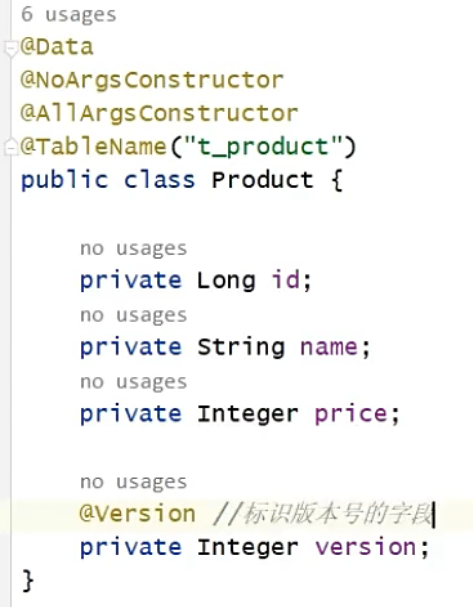 6 usages
@Data
@NoArgsConstructor
@AllArgsConstructor
@TableName("t_product")
public class Product {
no usages
private Long id;
no usages
private String name;
no usages
private Integer price;
no usages
@Version //标识版本号的字段
private Integer version;
}